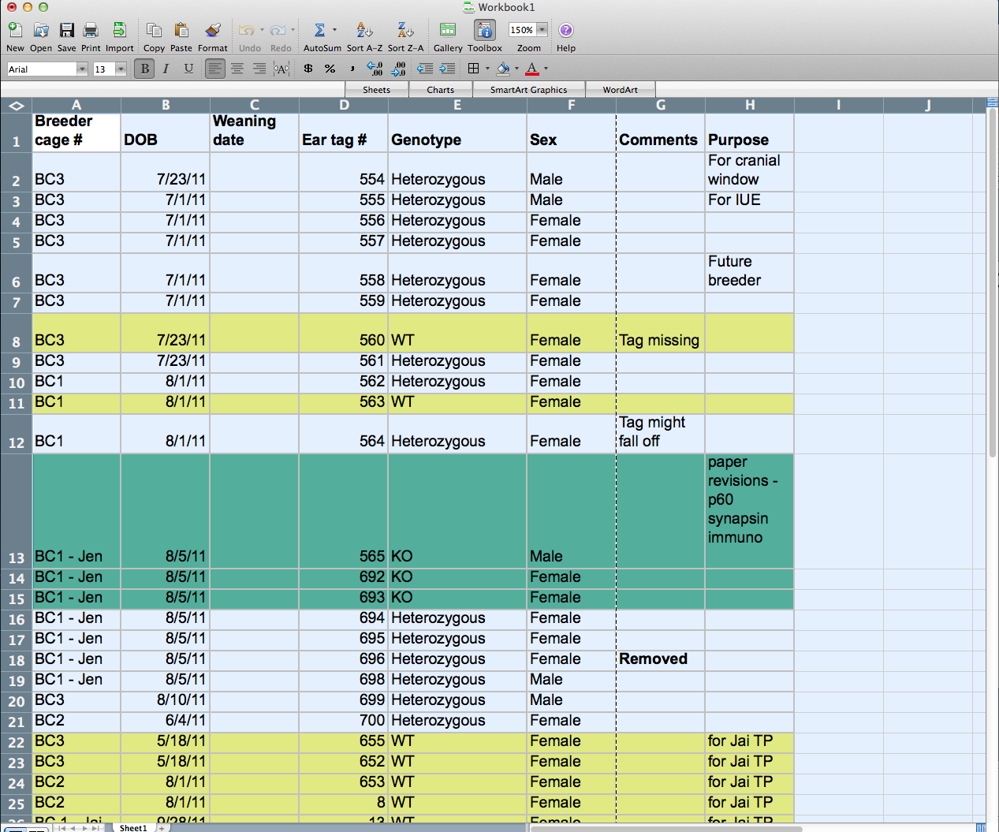 Workbook1
New Open Save Print Import Copy Paste Format Undo Redo AutoSum Sort A-Z Sort Z-A Gallery Toolbox 150% Zoom Help
Arial 13 B I U $ % ,
Sheets Charts SmartArt Graphics WordArt
A B C D E F G H I J
Breeder Weaning
1 cage # DOB date Ear tag # Genotype Sex Comments Purpose
For cranial
2 BC3 7/23/11 554 Heterozygous Male window
3 BC3 7/1/11 555 Heterozygous Male For IUE
4 BC3 7/1/11 556 Heterozygous Female
5 BC3 7/1/11 557 Heterozygous Female
Future
6 BC3 7/1/11 558 Heterozygous Female breeder
7 BC3 7/1/11 559 Heterozygous Female
8 BC3 7/23/11 560 WT Female Tag missing
9 BC3 7/23/11 561 Heterozygous Female
10 BC1 8/1/11 562 Heterozygous Female
11 BC1 8/1/11 563 WT Female
Tag might
12 BC1 8/1/11 564 Heterozygous Female fall off
paper
revisions -
p60
synapsin
immuno
13 BC1 - Jen 8/5/11 565 KO Male
14 BC1 - Jen 8/5/11 692 KO Female
15 BC1 - Jen 8/5/11 693 KO Female
16 BC1 - Jen 8/5/11 694 Heterozygous Female
17 BC1 - Jen 8/5/11 695 Heterozygous Female
18 BC1 - Jen 8/5/11 696 Heterozygous Female Removed
19 BC1 - Jen 8/5/11 698 Heterozygous Male
20 BC3 8/10/11 699 Heterozygous Male
21 BC2 6/4/11 700 Heterozygous Female
22 BC3 5/18/11 655 WT Female for Jai TP
23 BC3 5/18/11 652 WT Female for Jai TP
24 BC2 8/1/11 653 WT Female for Jai TP
25 BC2 8/1/11 8 WT Female for Jai TP
Sheet1